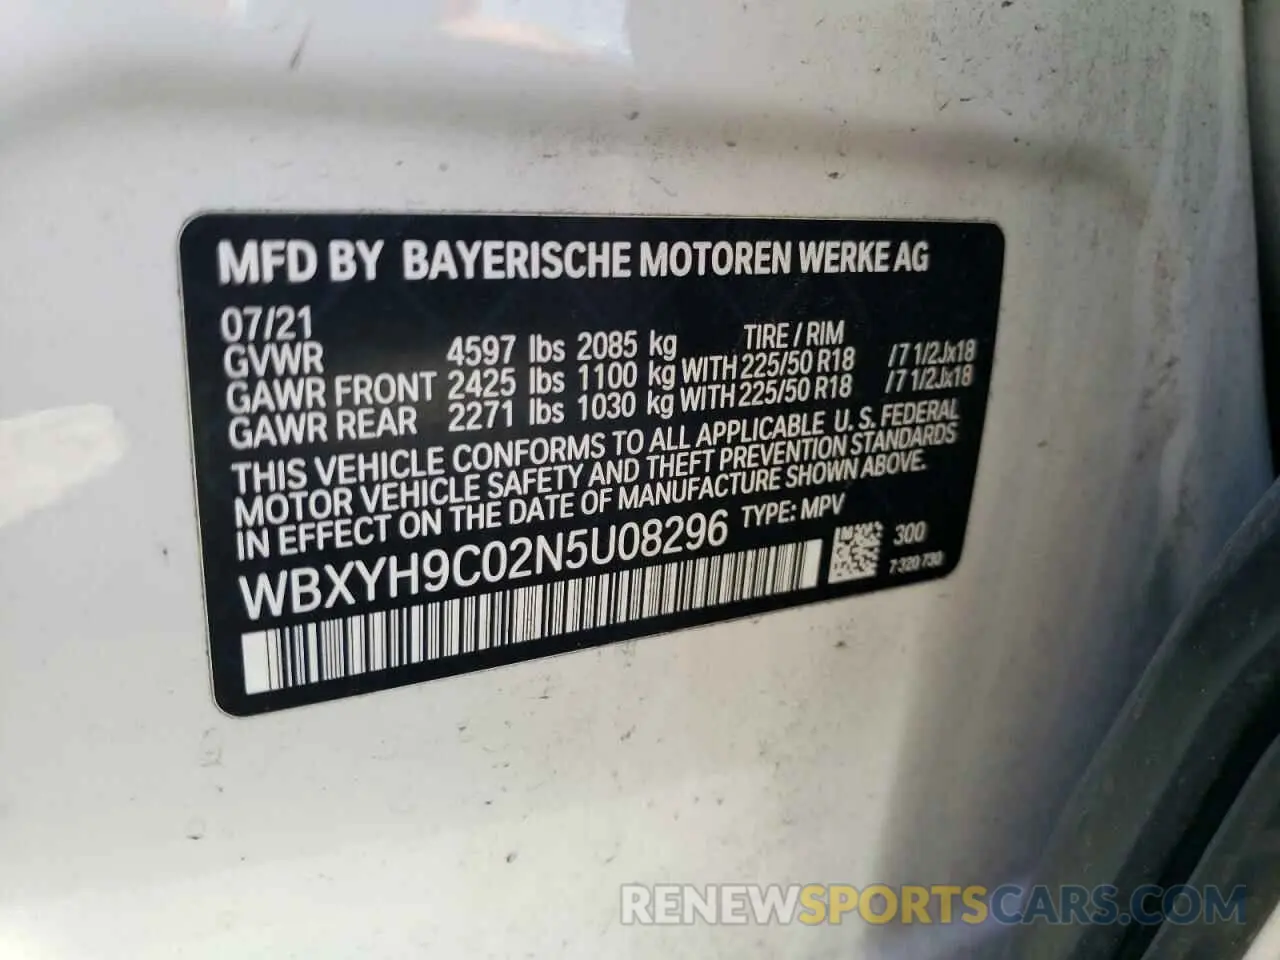 MFD BY BAYERISCHE MOTOREN WERKE AG
07/21
GVWR 4597 lbs 2085 kg TIRE / RIM
GAWR FRONT 2425 lbs 1100 kg WITH 225/50 R18 /7 1/2Jx18
GAWR REAR 2271 lbs 1030 kg WITH 225/50 R18 /7 1/2Jx18
THIS VEHICLE CONFORMS TO ALL APPLICABLE U.S. FEDERAL
MOTOR VEHICLE SAFETY AND THEFT PREVENTION STANDARDS
IN EFFECT ON THE DATE OF MANUFACTURE SHOWN ABOVE.
WBXYH9C02N5U08296 TYPE: MPV
300
7-320 730
RENEWSPORTSCARS.COM